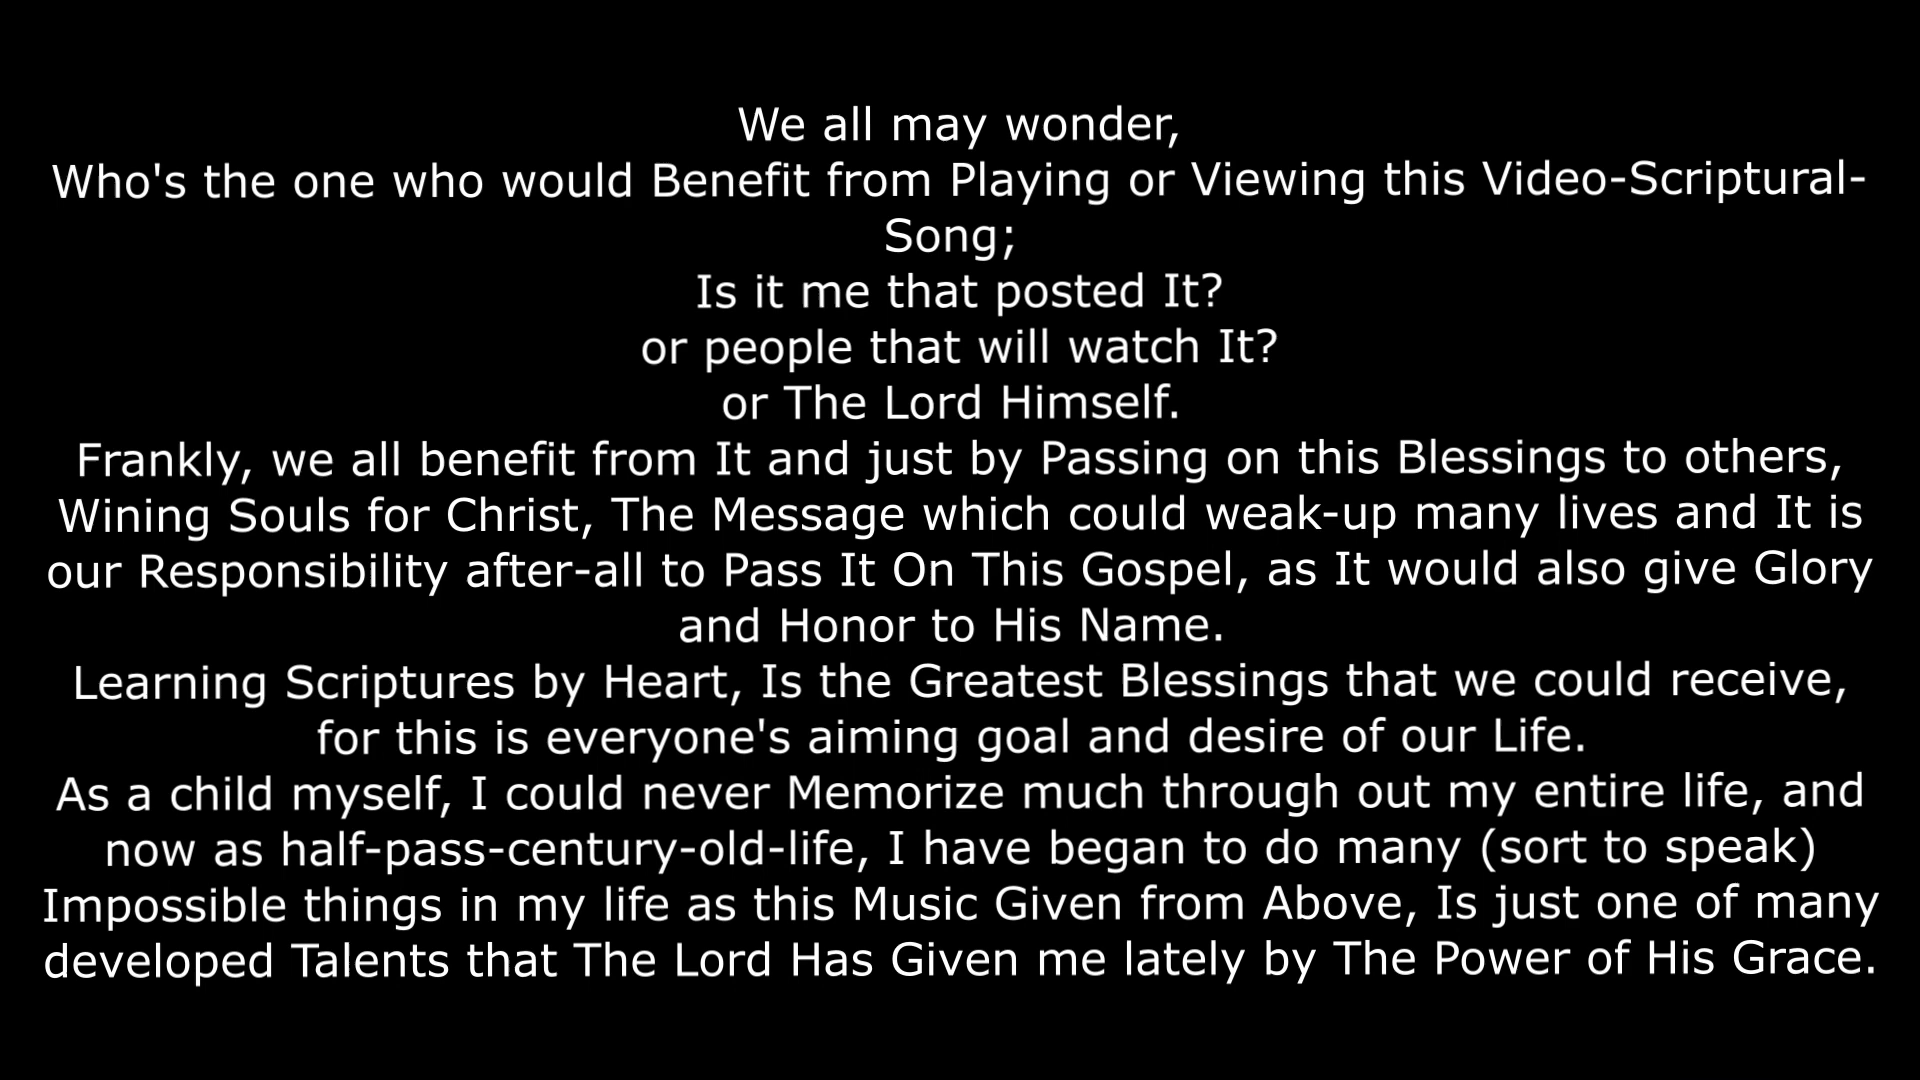 We all may wonder,
Who's the one who would Benefit from Playing or Viewing this Video-Scriptural-
Song;
Is it me that posted It?
or people that will watch It?
or The Lord Himself.
Frankly, we all benefit from It and just by Passing on this Blessings to others,
Wining Souls for Christ, The Message which could weak-up many lives and It is
our Responsibility after-all to Pass It On This Gospel, as It would also give Glory
and Honor to His Name.
Learning Scriptures by Heart, Is the Greatest Blessings that we could receive,
for this is everyone's aiming goal and desire of our Life.
As a child myself, I could never Memorize much through out my entire life, and
now as half-pass-century-old-life, I have began to do many (sort to speak)
Impossible things in my life as this Music Given from Above, Is just one of many
developed Talents that The Lord Has Given me lately by The Power of His Grace.